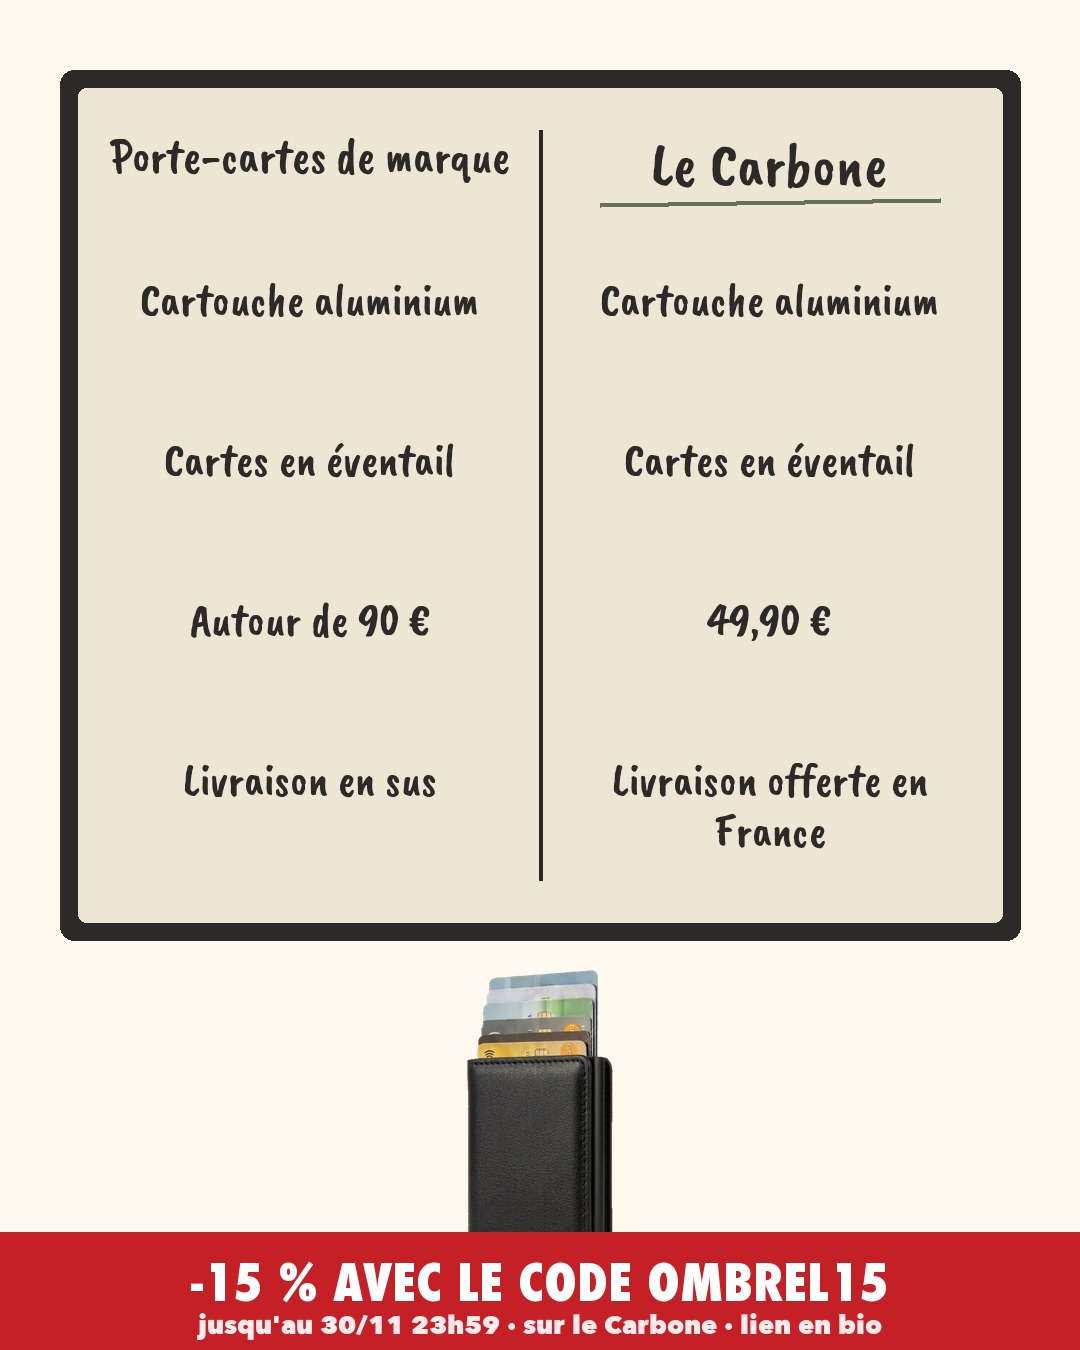 Porte-cartes de marque
Cartouche aluminium
Cartes en éventail
Autour de 90 €
Livraison en sus
Le Carbone
Cartouche aluminium
Cartes en éventail
49,90 €
Livraison offerte en
France
-15 % AVEC LE CODE OMBREL15
jusqu'au 30/11 23h59 • sur le Carbone • lien en bio